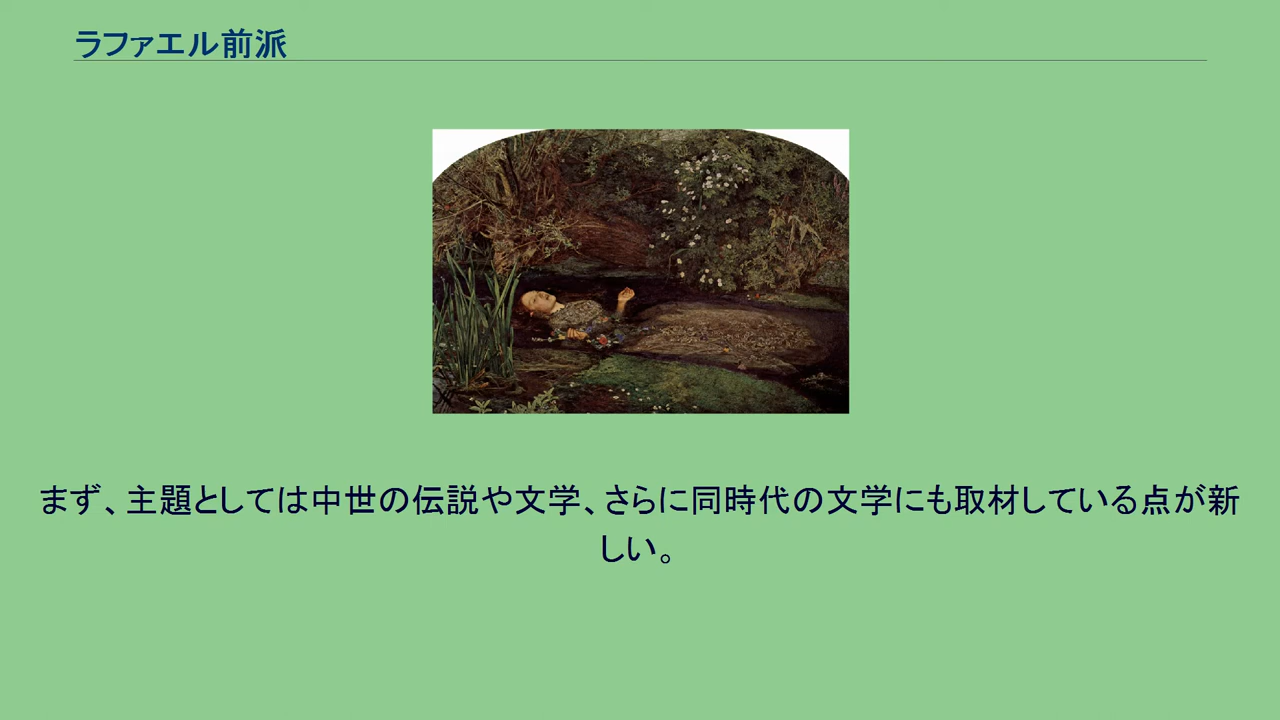 ラファエル前派
まず、主題としては中世の伝説や文学、さらに同時代の文学にも取材している点が新
しい。